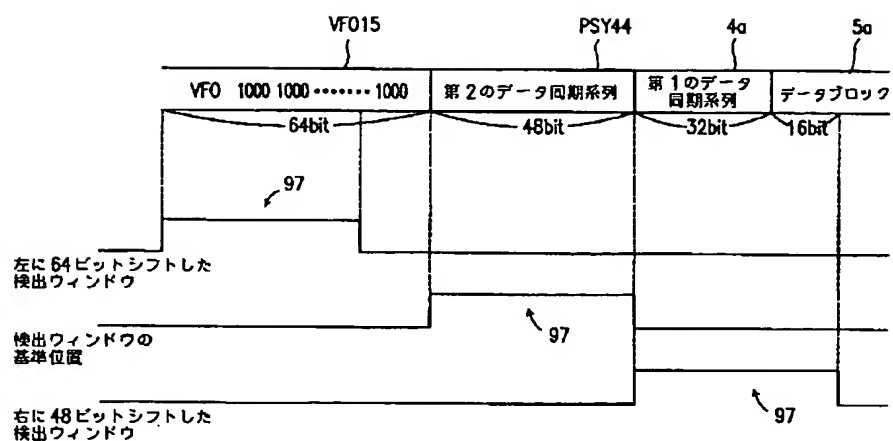 VFO15
PSY44
4a
5a
VFO 1000 1000 ‥‥‥‥ 1000
第2のデータ同期系列
第1のデータ
同期系列
データブロック
64bit
48bit
32bit
16bit
97
左に64ビットシフトした
検出ウィンドウ
97
検出ウィンドウの
基準位置
97
右に48ビットシフトした
検出ウィンドウ